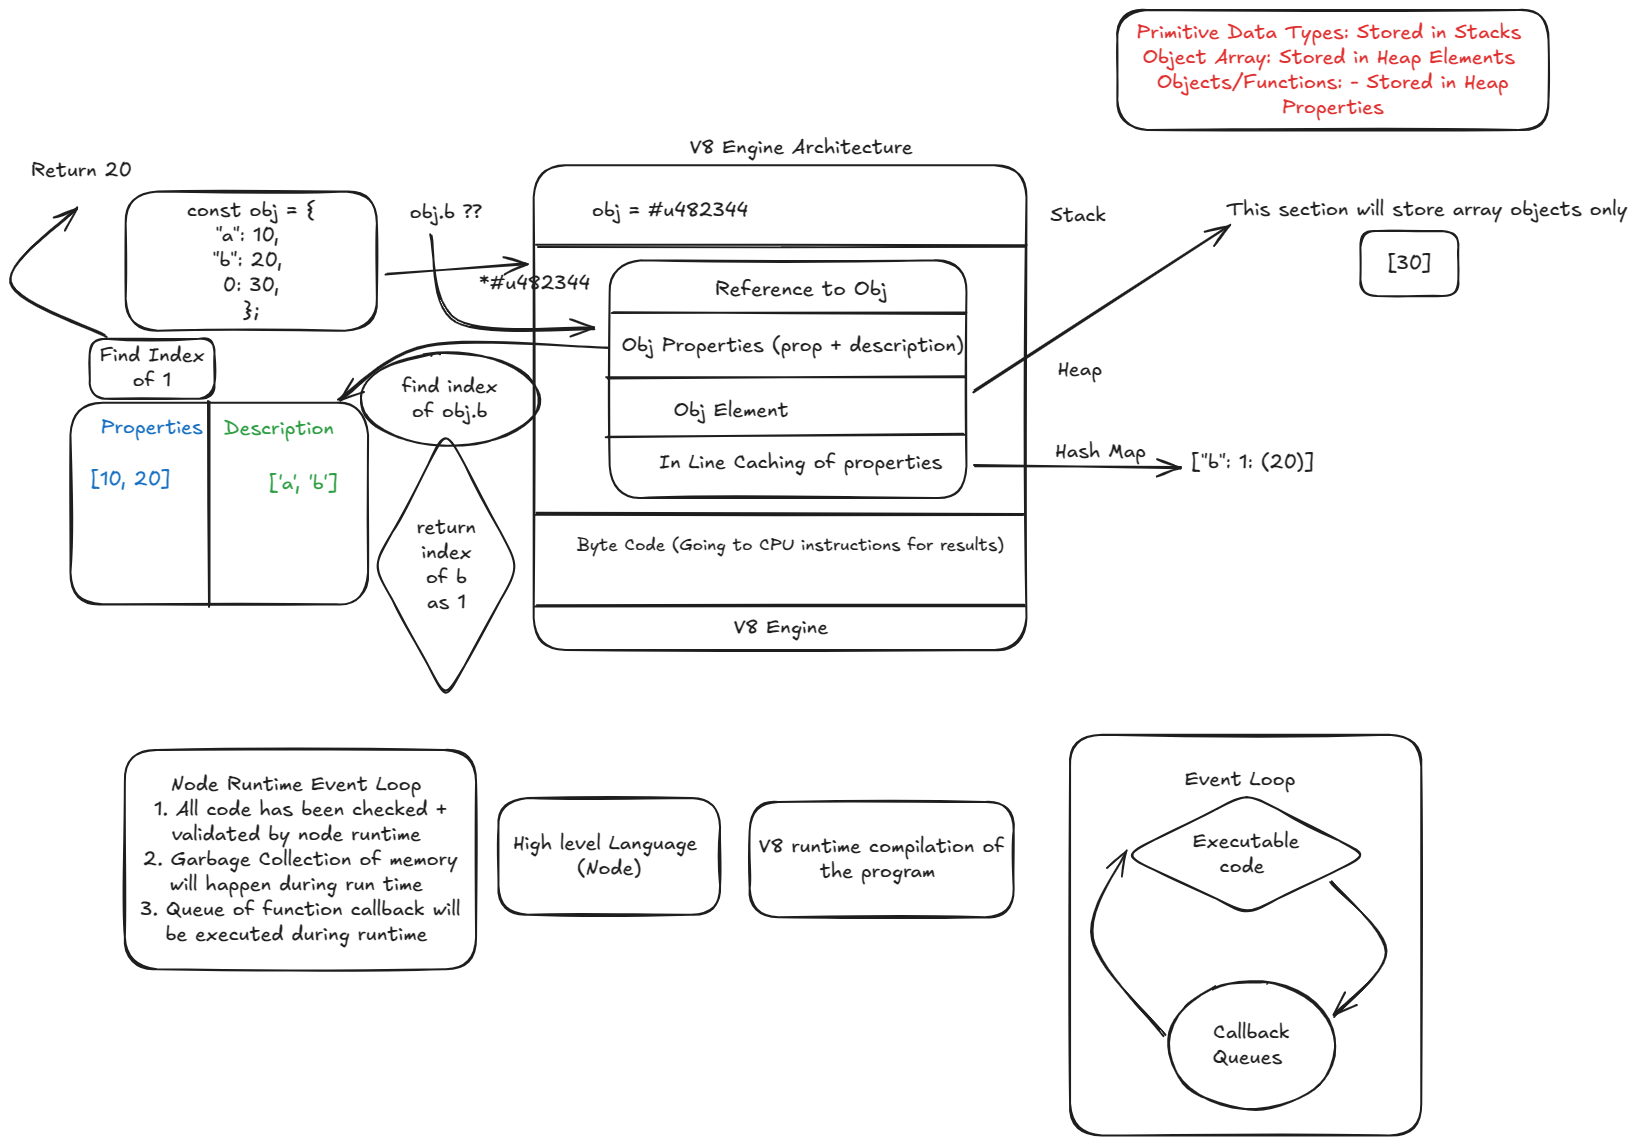 Primitive Data Types: Stored in Stacks
Object Array: Stored in Heap Elements
Objects/Functions: - Stored in Heap
Properties
V8 Engine Architecture
Return 20
const obj = {
"a": 10,
"b": 20,
0: 30,
};
obj.b ??
obj = #u482344
Stack
This section will store array objects only
[30]
*#u482344
Reference to Obj
Obj Properties (prop + description)
Obj Element
In Line Caching of properties
Heap
Hash Map
["b": 1: (20)]
Find Index
of 1
find index
of obj.b
Properties
Description
[10, 20]
['a', 'b']
return
index
of b
as 1
Byte Code (Going to CPU instructions for results)
V8 Engine
Node Runtime Event Loop
1. All code has been checked +
validated by node runtime
2. Garbage Collection of memory
will happen during run time
3. Queue of function callback will
be executed during runtime
High level Language
(Node)
V8 runtime compilation of
the program
Event Loop
Executable
code
Callback
Queues